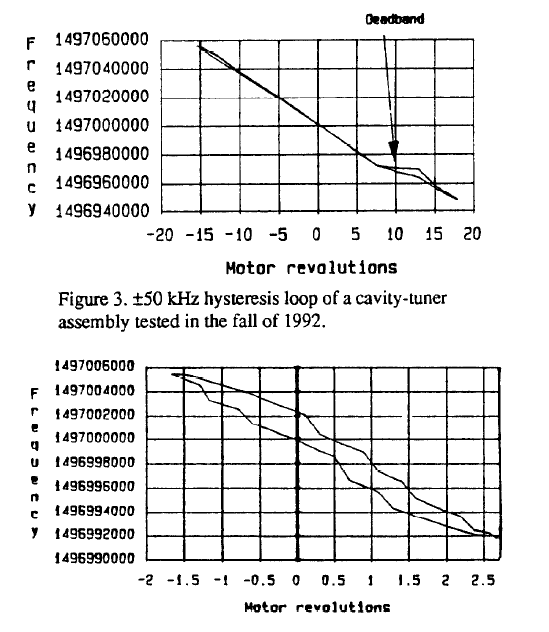 Deadband
Frequency
1497060000
1497040000
1497020000
1497000000
1496980000
1496960000
1496940000
-20 -15 -10 -5 0 5 10 15 20
Motor revolutions
Figure 3. ±50 kHz hysteresis loop of a cavity-tuner
assembly tested in the fall of 1992.
Frequency
1497006000
1497004000
1497002000
1497000000
1496998000
1496996000
1496994000
1496992000
1496990000
-2 -1.5 -1 -0.5 0 0.5 1 1.5 2 2.5
Motor revolutions